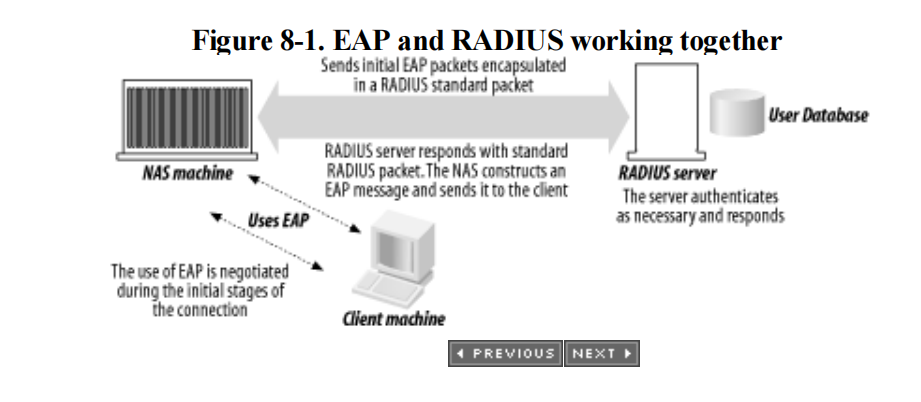 Figure 8-1. EAP and RADIUS working together
Sends initial EAP packets encapsulated
in a RADIUS standard packet
User Database
RADIUS server responds with standard
RADIUS packet. The NAS constructs an
EAP message and sends it to the client
NAS machine
RADIUS server
The server authenticates
as necessary and responds
Uses EAP
The use of EAP is negotiated
during the initial stages of
the connection
Client machine
PREVIOUS NEXT